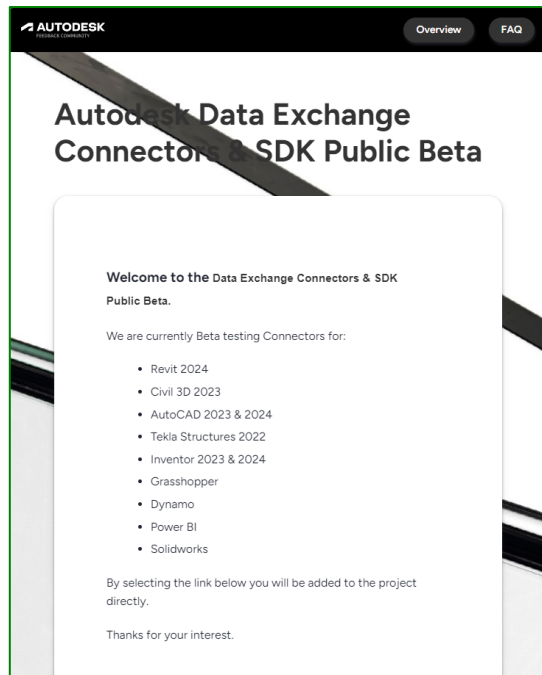 AUTODESK
FEEDBACK COMMUNITY
Overview
FAQ
Autodesk Data Exchange
Connectors & SDK Public Beta
Welcome to the Data Exchange Connectors & SDK
Public Beta.
We are currently Beta testing Connectors for:
• Revit 2024
• Civil 3D 2023
• AutoCAD 2023 & 2024
• Tekla Structures 2022
• Inventor 2023 & 2024
• Grasshopper
• Dynamo
• Power BI
• Solidworks
By selecting the link below you will be added to the project
directly.
Thanks for your interest.